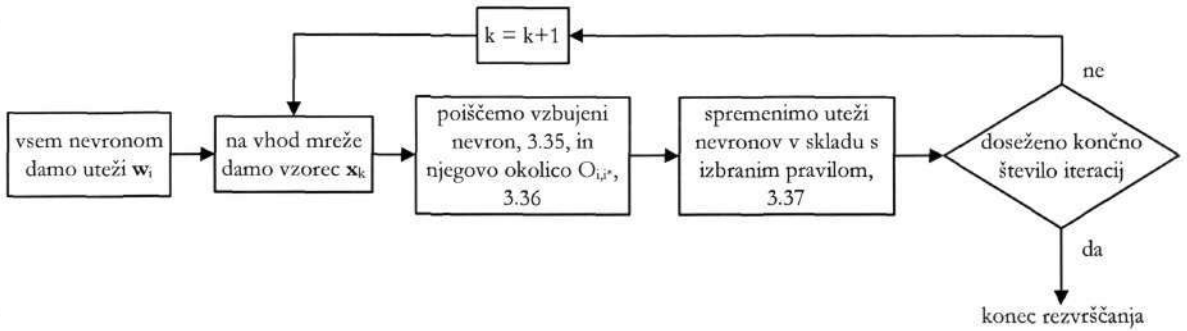 k = k+1
ne
vsem nevronom
damo uteži wᵢ
na vhod mreže
damo vzorec xₖ
poiščemo vzbujeni
nevron, 3.35, in
njegovo okolico Oᵢ,ᵢ*,
3.36
spremenimo uteži
nevronov v skladu s
izbranim pravilom,
3.37
doseženo končno
število iteracij
da
konec rezvrščanja